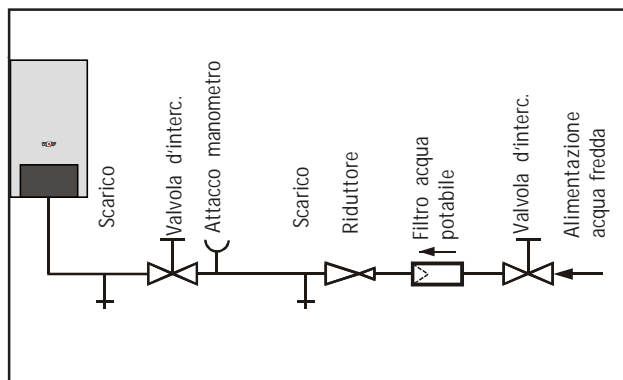 Scarico
Valvola d'interc.
Attacco manometro
Scarico
Riduttore
Filtro acqua
potabile
Valvola d'interc.
Alimentazione
acqua fredda